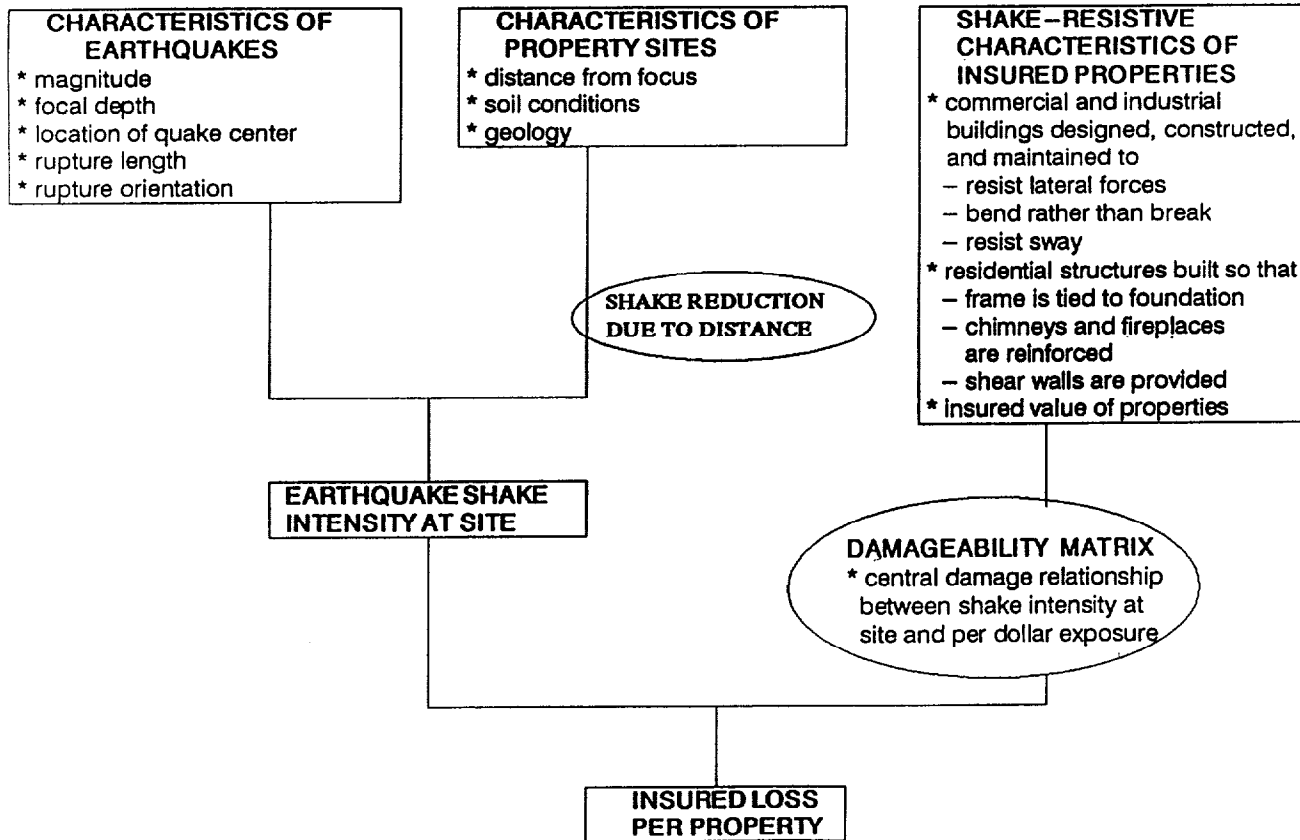 CHARACTERISTICS OF
EARTHQUAKES
* magnitude
* focal depth
* location of quake center
* rupture length
* rupture orientation
CHARACTERISTICS OF
PROPERTY SITES
* distance from focus
* soil conditions
* geology
SHAKE–RESISTIVE
CHARACTERISTICS OF
INSURED PROPERTIES
* commercial and industrial
buildings designed, constructed,
and maintained to
– resist lateral forces
– bend rather than break
– resist sway
* residential structures built so that
– frame is tied to foundation
– chimneys and fireplaces
are reinforced
– shear walls are provided
* insured value of properties
SHAKE REDUCTION
DUE TO DISTANCE
EARTHQUAKE SHAKE
INTENSITY AT SITE
DAMAGEABILITY MATRIX
* central damage relationship
between shake intensity at
site and per dollar exposure
INSURED LOSS
PER PROPERTY